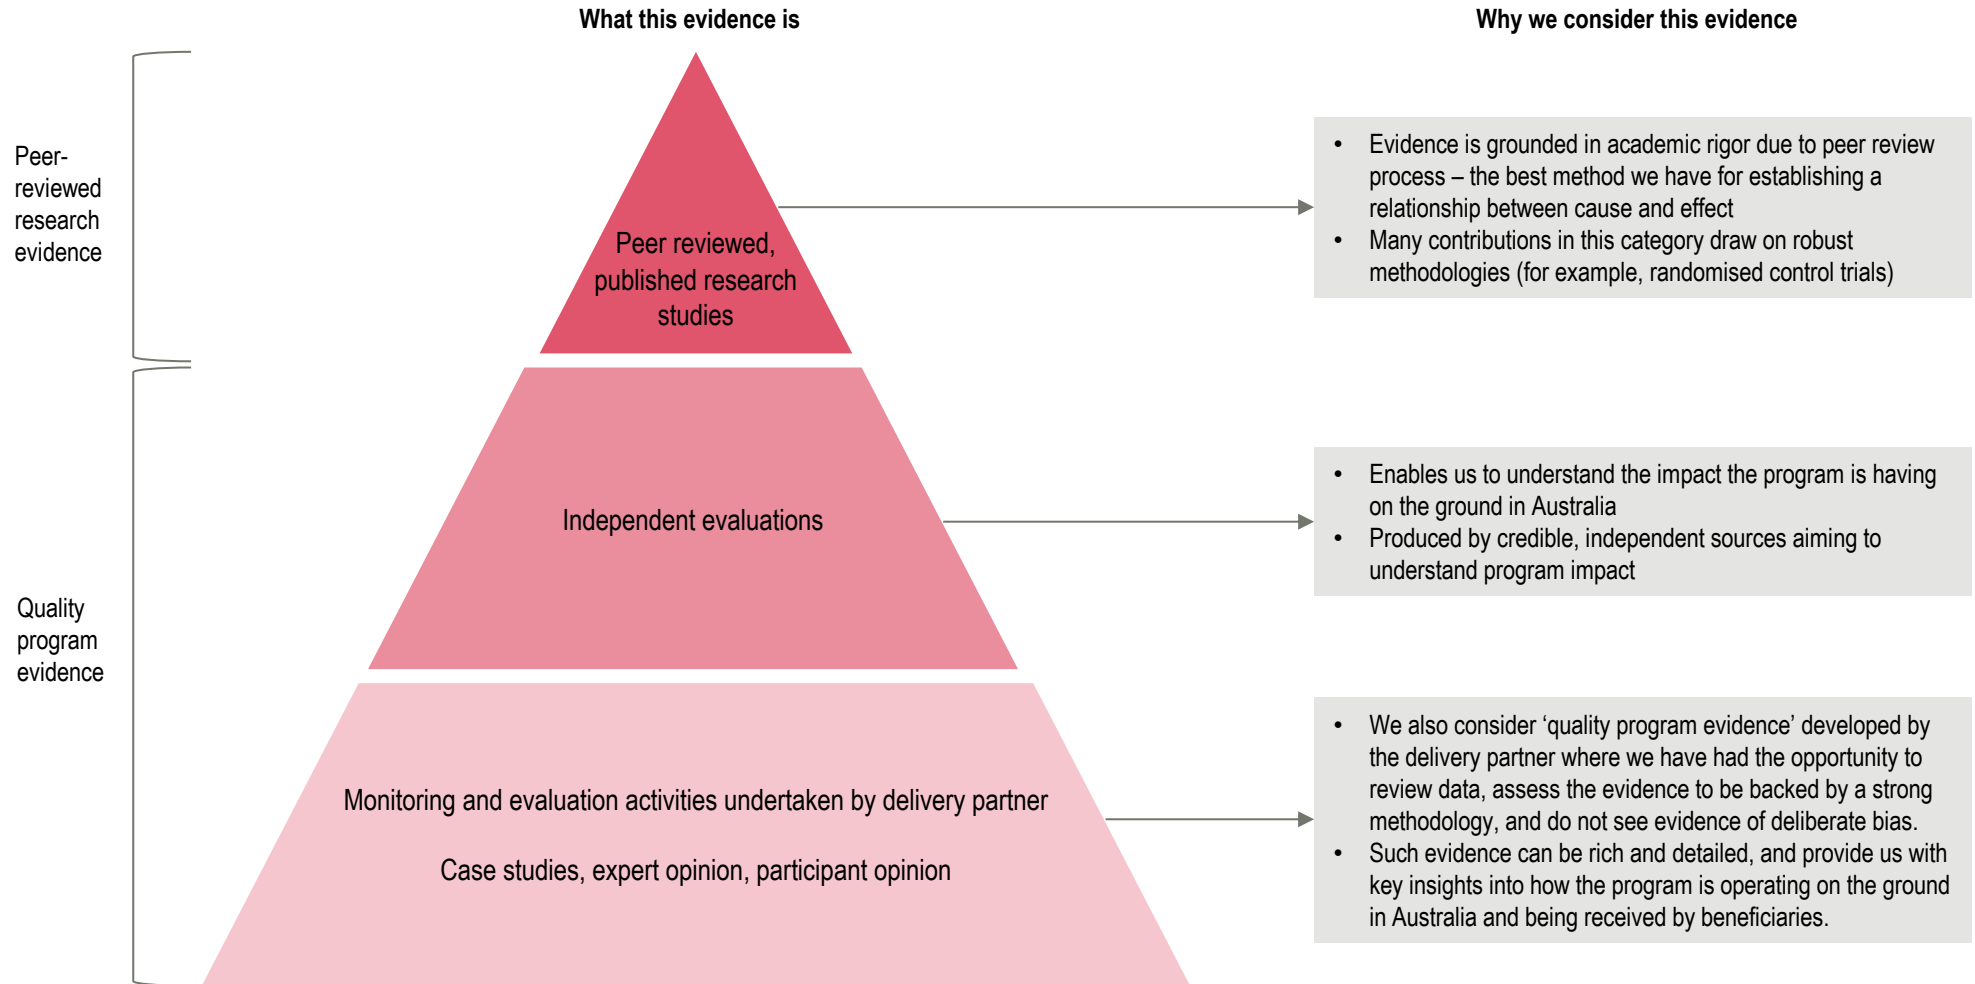 What this evidence is
Why we consider this evidence
Peer-
reviewed
research
evidence
Peer reviewed,
published research
studies
• Evidence is grounded in academic rigor due to peer review
process – the best method we have for establishing a
relationship between cause and effect
• Many contributions in this category draw on robust
methodologies (for example, randomised control trials)
Quality
program
evidence
Independent evaluations
• Enables us to understand the impact the program is having
on the ground in Australia
• Produced by credible, independent sources aiming to
understand program impact
Monitoring and evaluation activities undertaken by delivery partner
Case studies, expert opinion, participant opinion
• We also consider ‘quality program evidence’ developed by
the delivery partner where we have had the opportunity to
review data, assess the evidence to be backed by a strong
methodology, and do not see evidence of deliberate bias.
• Such evidence can be rich and detailed, and provide us with
key insights into how the program is operating on the ground
in Australia and being received by beneficiaries.